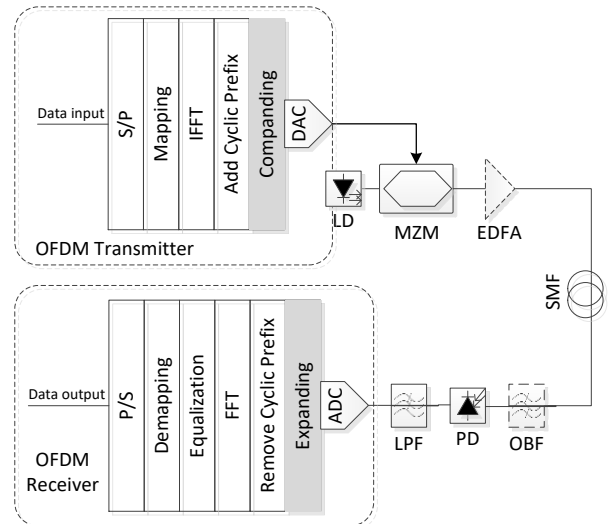 Data input
S/P
Mapping
IFFT
Add Cyclic Prefix
Companding
DAC
LD
MZM
EDFA
OFDM Transmitter
SMF
Data output
P/S
Demapping
Equalization
FFT
Remove Cyclic Prefix
Expanding
ADC
LPF
PD
OBF
OFDM
Receiver